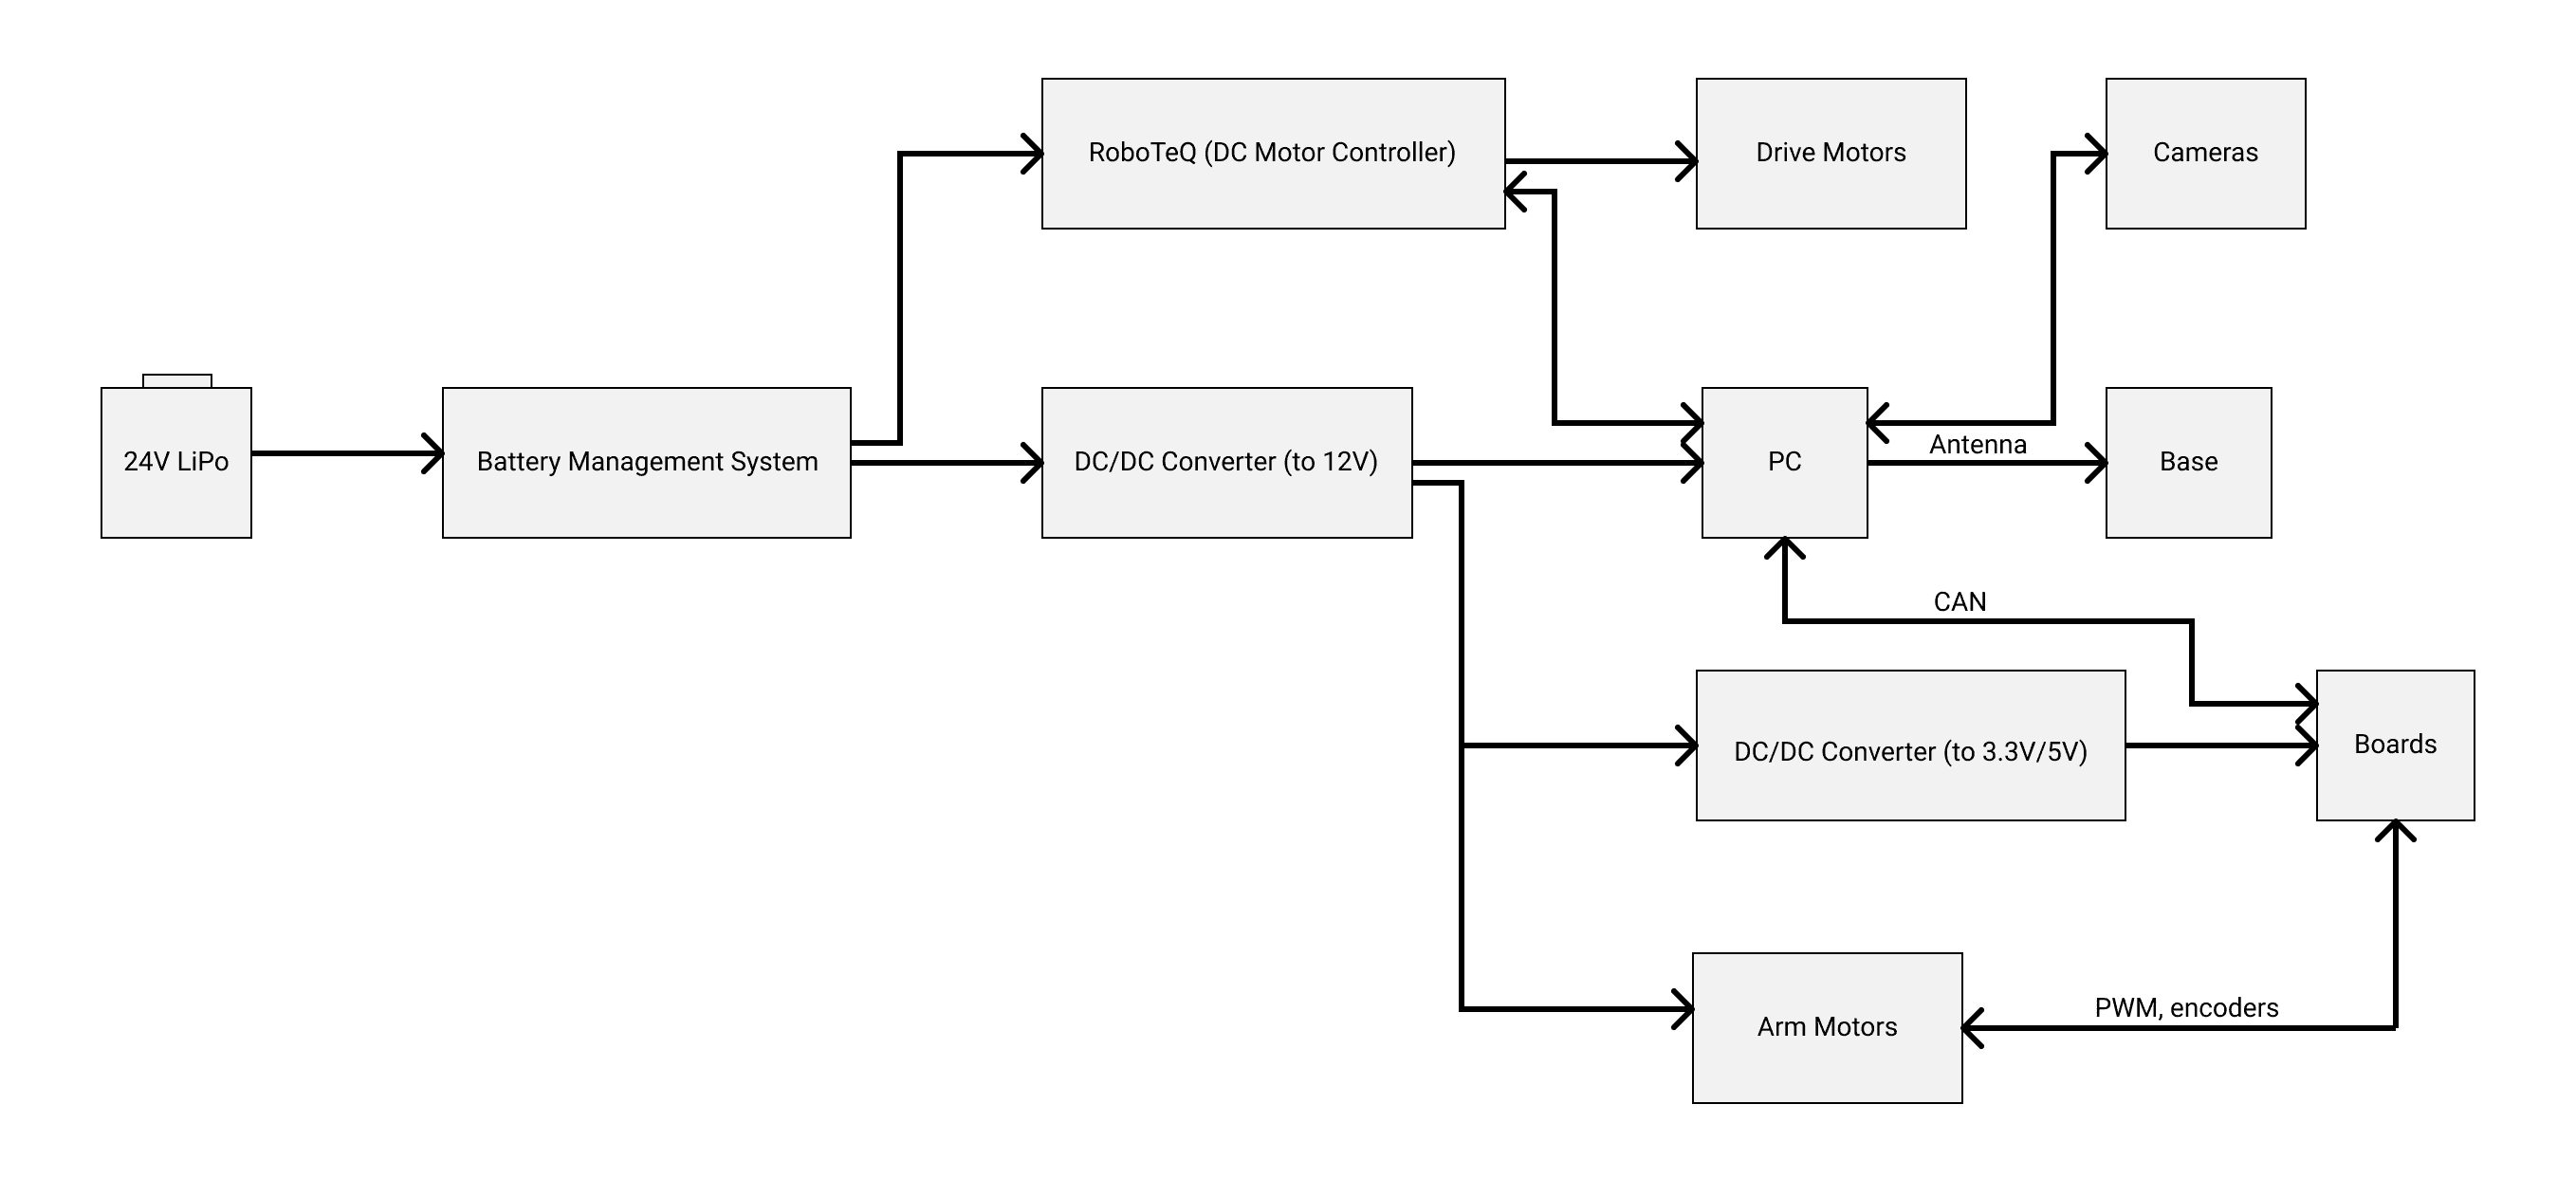 RoboTeQ (DC Motor Controller)
Drive Motors
Cameras
24V LiPo
Battery Management System
DC/DC Converter (to 12V)
PC
Antenna
Base
CAN
DC/DC Converter (to 3.3V/5V)
Boards
Arm Motors
PWM, encoders